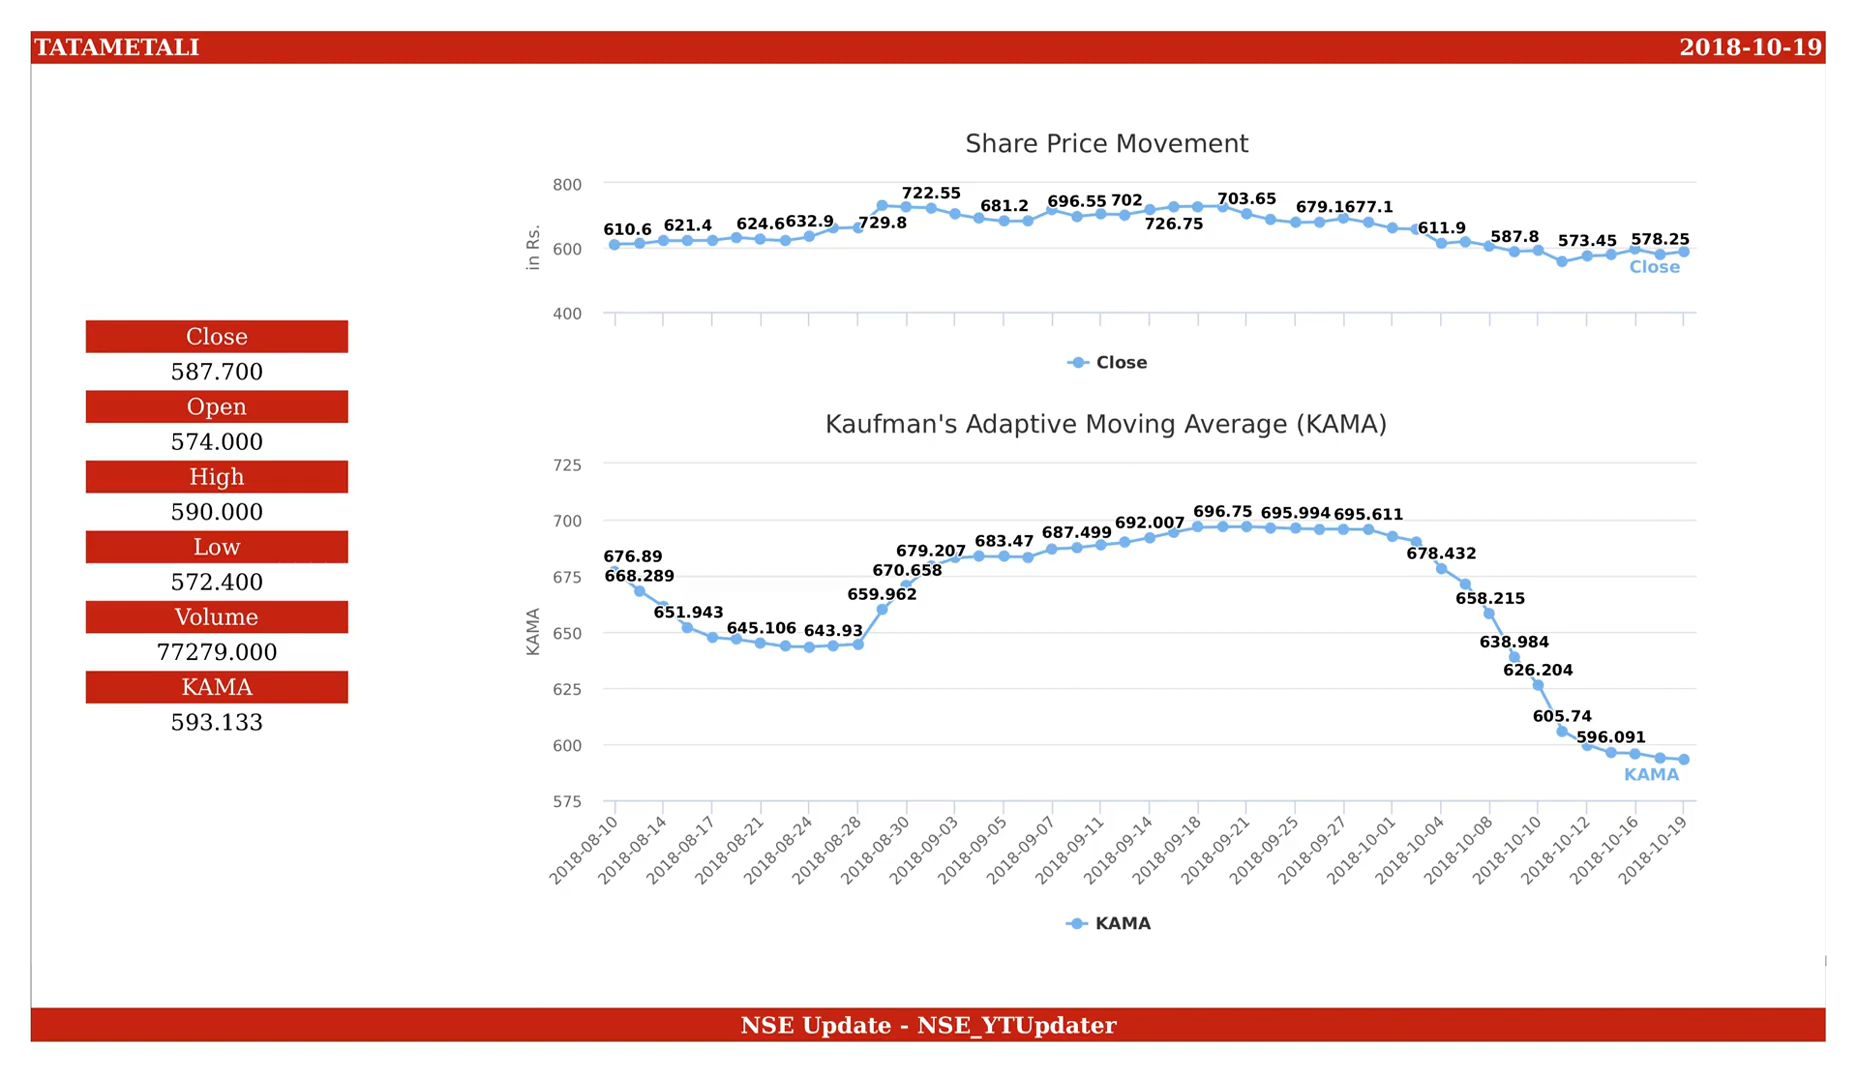 TATAMETALI 2018-10-19
Close
587.700
Open
574.000
High
590.000
Low
572.400
Volume
77279.000
KAMA
593.133
Share Price Movement
in Rs.
800
600
400
610.6 621.4 624.6 632.9 729.8 722.55 681.2 696.55 702 726.75 703.65 679.1 677.1 611.9 587.8 573.45 578.25
Close
Close
Kaufman's Adaptive Moving Average (KAMA)
KAMA
725
700
675
650
625
600
575
676.89 668.289 651.943 645.106 643.93 659.962 670.658 679.207 683.47 687.499 692.007 696.75 695.994 695.611 678.432 658.215 638.984 626.204 605.74 596.091
KAMA
2018-08-10 2018-08-14 2018-08-17 2018-08-21 2018-08-24 2018-08-28 2018-08-30 2018-09-03 2018-09-05 2018-09-07 2018-09-11 2018-09-14 2018-09-18 2018-09-21 2018-09-25 2018-09-27 2018-10-01 2018-10-04 2018-10-08 2018-10-10 2018-10-12 2018-10-16 2018-10-19
KAMA
NSE Update - NSE_YTUpdater